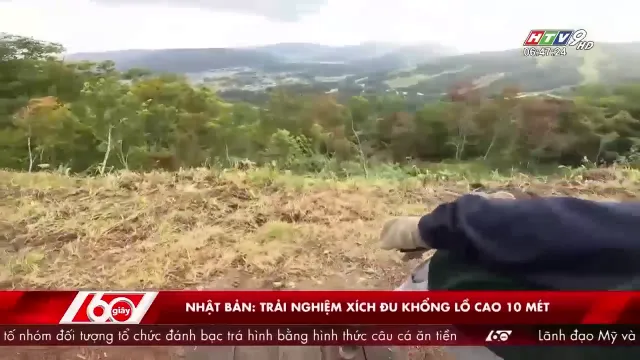 HTV9 HD
06:47:24
60 giây
NHẬT BẢN: TRẢI NGHIỆM XÍCH ĐU KHỔNG LỒ CAO 10 MÉT
tố nhóm đối tượng tổ chức đánh bạc trá hình bằng hình thức câu cá ăn tiền 60 Lãnh đạo Mỹ và